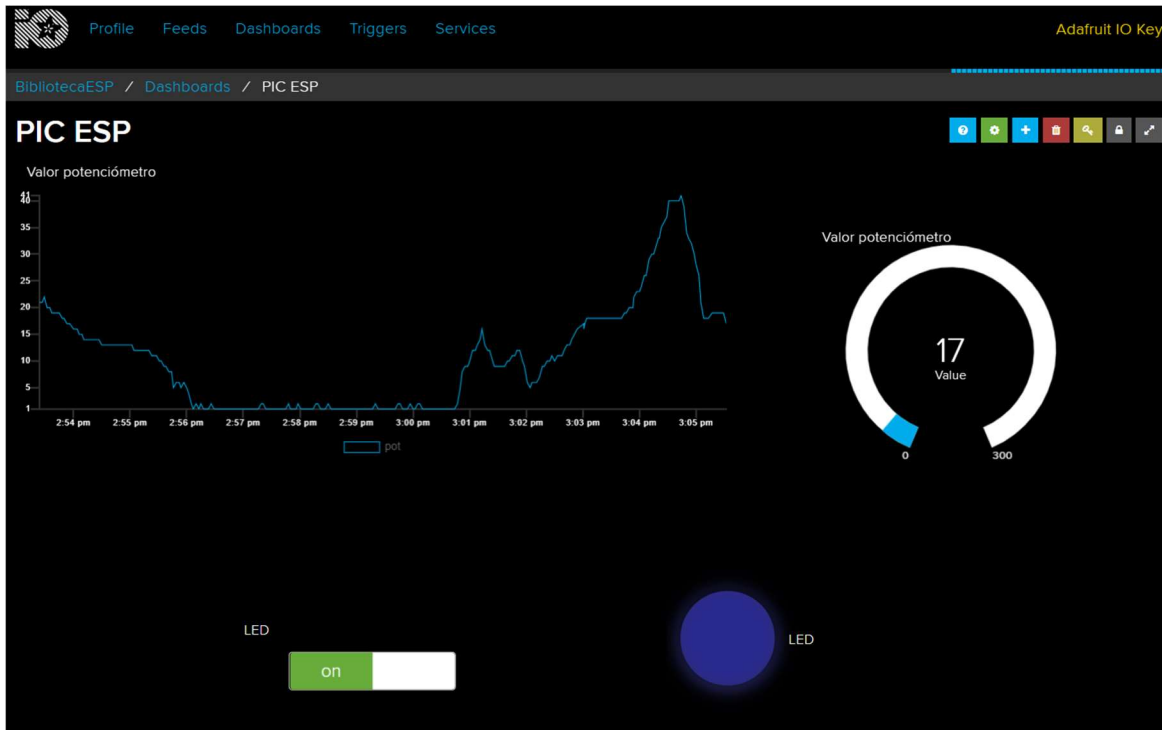 Profile Feeds Dashboards Triggers Services
Adafruit IO Key
BibliotecaESP / Dashboards / PIC ESP
PIC ESP
Valor potenciómetro
41
40
35
30
25
20
15
10
5
1
2:54 pm 2:55 pm 2:56 pm 2:57 pm 2:58 pm 2:59 pm 3:00 pm 3:01 pm 3:02 pm 3:03 pm 3:04 pm 3:05 pm
pot
Valor potenciómetro
17
Value
0 300
LED
on
LED